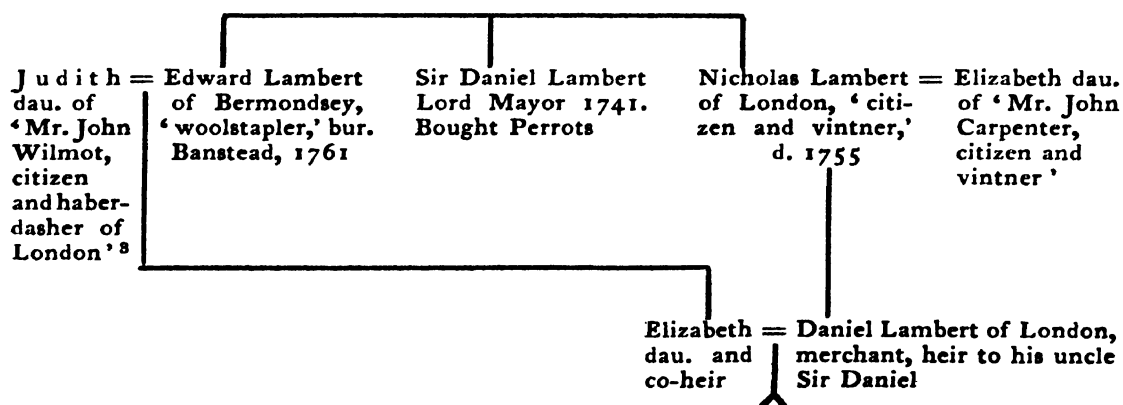 Judith = Edward Lambert
dau. of
‘Mr. John
Wilmot,
citizen
and haber-
dasher of
London’ 8
of Bermondsey,
‘woolstapler,’ bur.
Banstead, 1761
Sir Daniel Lambert
Lord Mayor 1741.
Bought Perrots
Nicholas Lambert = Elizabeth dau.
of London, ‘citi-
zen and vintner,’
d. 1755
of ‘Mr. John
Carpenter,
citizen and
vintner’
Elizabeth = Daniel Lambert of London,
dau. and
co-heir
merchant, heir to his uncle
Sir Daniel